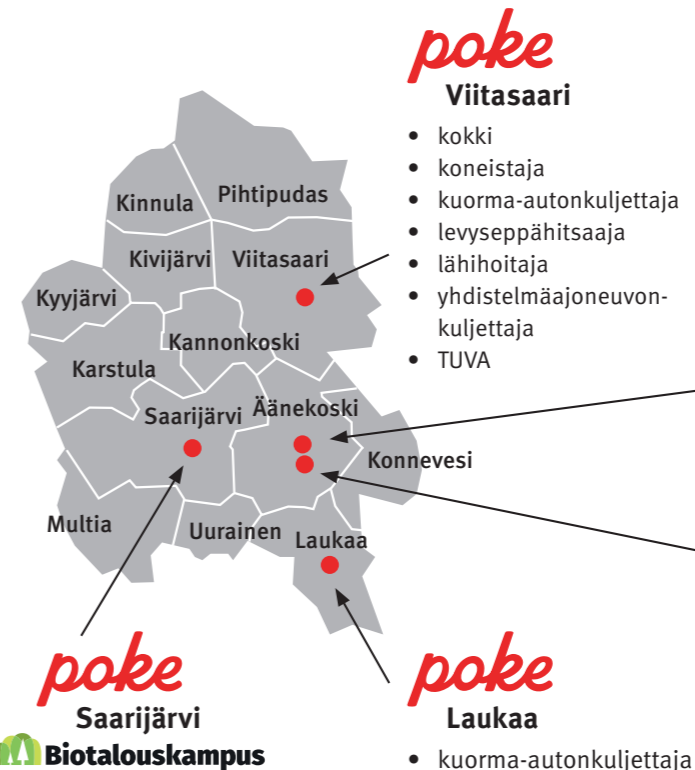 poke
Viitasaari
• kokki
• koneistaja
• kuorma-autonkuljettaja
• levyseppähitsaaja
• lähihoitaja
• yhdistelmäajoneuvon-
kuljettaja
• TUVA
Kinnula
Pihtipudas
Kivijärvi
Viitasaari
Kyyjärvi
Kannonkoski
Karstula
Saarijärvi
Äänekoski
Konnevesi
Multia
Uurainen
Laukaa
poke
Saarijärvi
Biotalouskampus
poke
Laukaa
• kuorma-autonkuljettaja